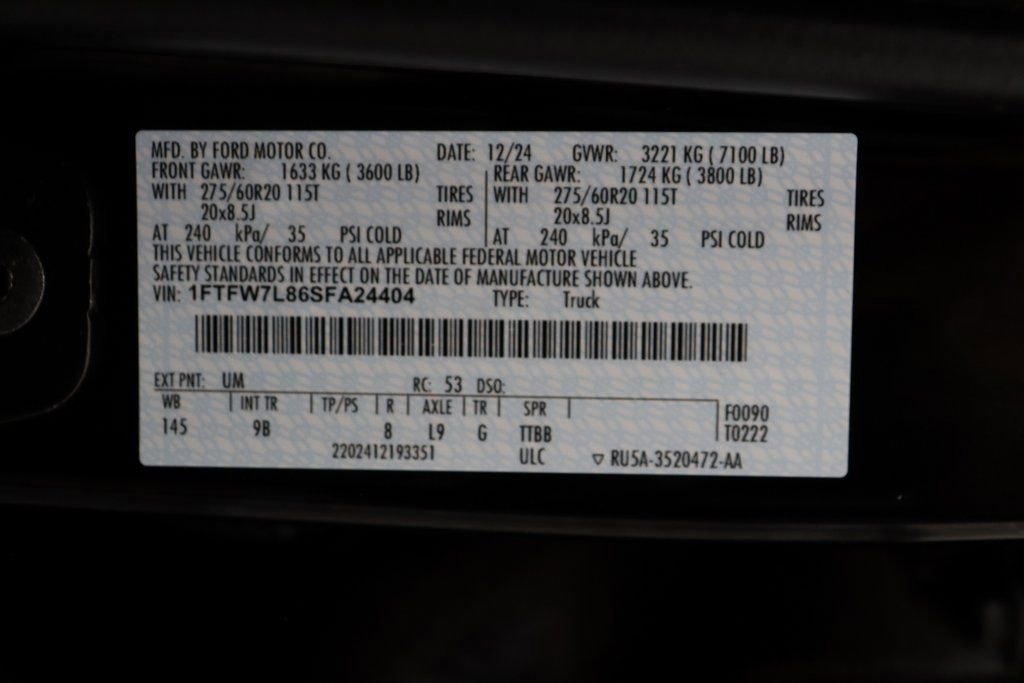 MFD. BY FORD MOTOR CO. DATE: 12/24 GVWR: 3221 KG ( 7100 LB)
FRONT GAWR: 1633 KG ( 3600 LB) REAR GAWR: 1724 KG ( 3800 LB)
WITH 275/60R20 115T TIRES WITH 275/60R20 115T TIRES
20x8.5J RIMS 20x8.5J RIMS
AT 240 kPa/ 35 PSI COLD AT 240 kPa/ 35 PSI COLD
THIS VEHICLE CONFORMS TO ALL APPLICABLE FEDERAL MOTOR VEHICLE
SAFETY STANDARDS IN EFFECT ON THE DATE OF MANUFACTURE SHOWN ABOVE.
VIN: 1FTFW7L86SFA24404 TYPE: Truck
EXT PNT: UM RC: 53 DSO:
WB INT TR TP/PS R AXLE TR SPR F0090
145 9B 8 L9 G TTBB T0222
2202412193351 ULC ▽ RU5A-3520472-AA